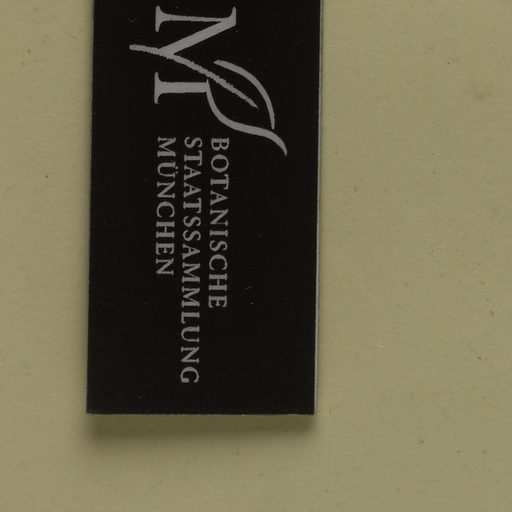 M
BOTANISCHE
STAATSSAMMLUNG
MÜNCHEN